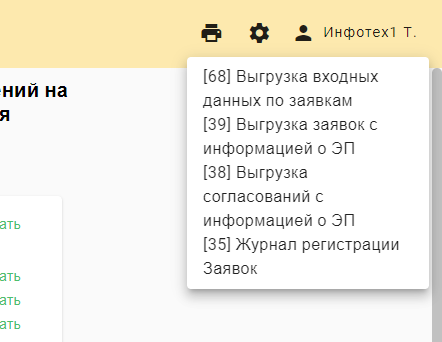 Инфотех1 Т.
ений на
я
[68] Выгрузка входных
данных по заявкам
[39] Выгрузка заявок с
информацией о ЭП
[38] Выгрузка
согласований с
информацией о ЭП
[35] Журнал регистрации
Заявок
ать
ать
ать
ать